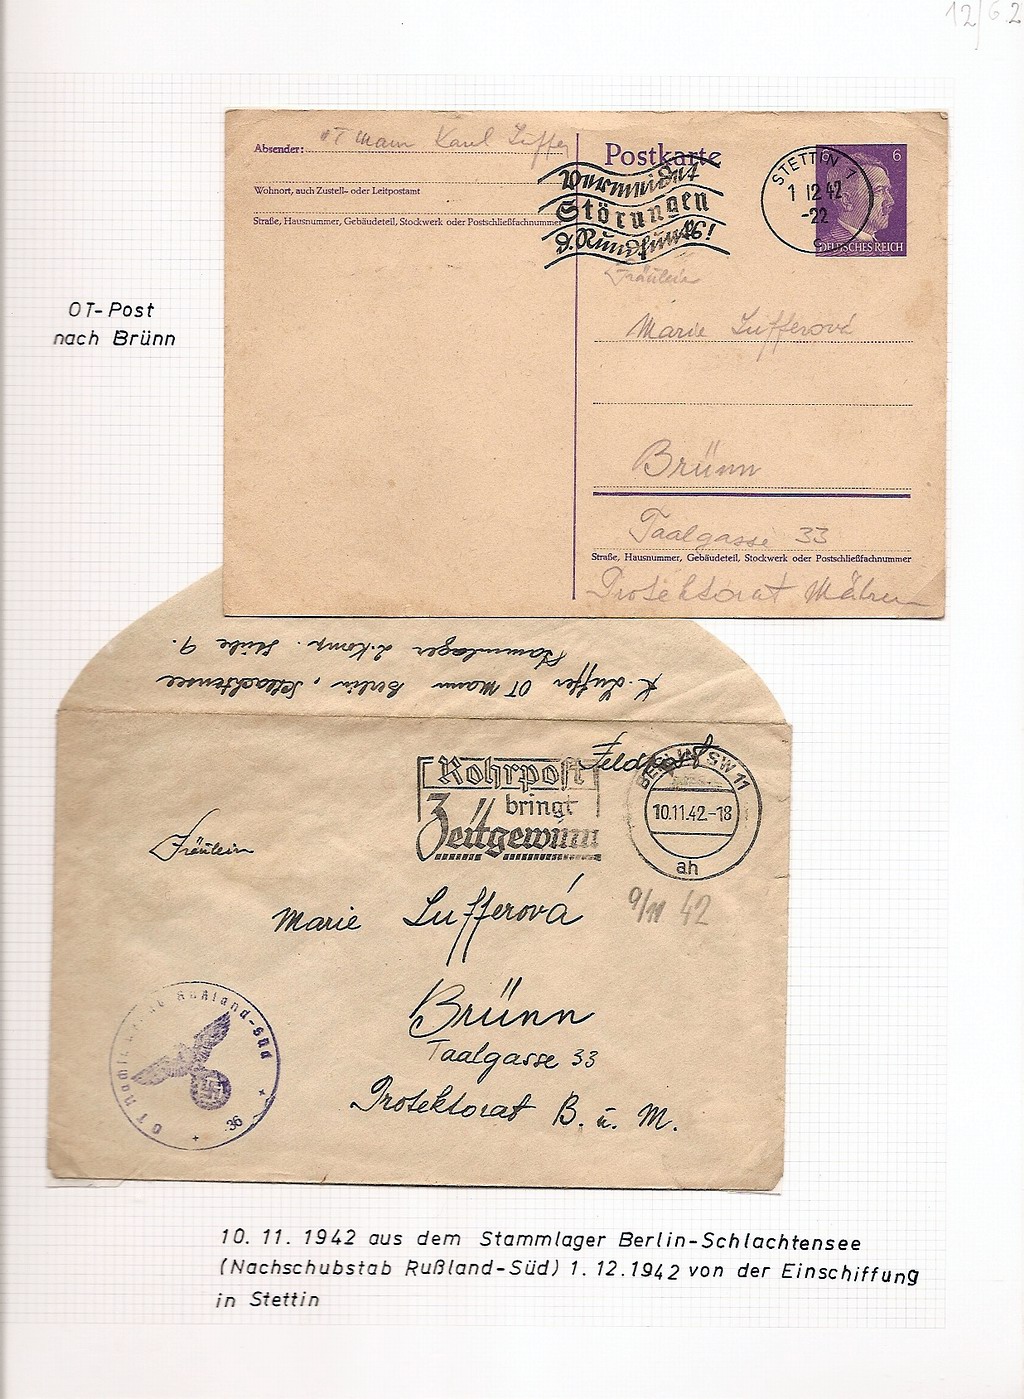 12/6.2
Absender: OT Mann Karl Luffer
Wohnort, auch Zustell- oder Leitpostamt
Straße, Hausnummer, Gebäudeteil, Stockwerk oder Postschließfachnummer
Postkarte
Vermeidet
Störungen
d. Rundfunks!
STETTIN 1
1 12 42
-22
6
DEUTSCHES REICH
Fräulein
Marie Lufferová
Brünn
Taalgasse 33
Straße, Hausnummer, Gebäudeteil, Stockwerk oder Postschließfachnummer
Protektorat Mähren
OT-Post
nach Brünn
K. Luffer OT Mann Berlin, Schlachtensee
Stammlager 2. Komp. Stube 9.
Feldpost
Rohrpost
bringt
Zeitgewinn
BERLIN SW 11
10.11.42.-18
ah
Fräulein
9/11 42
Marie Lufferová
Brünn
Taalgasse 33
Protektorat B. u. M.
OT Rußland-Süd
36
10. 11. 1942 aus dem Stammlager Berlin-Schlachtensee
(Nachschubstab Rußland-Süd) 1.12.1942 von der Einschiffung
in Stettin